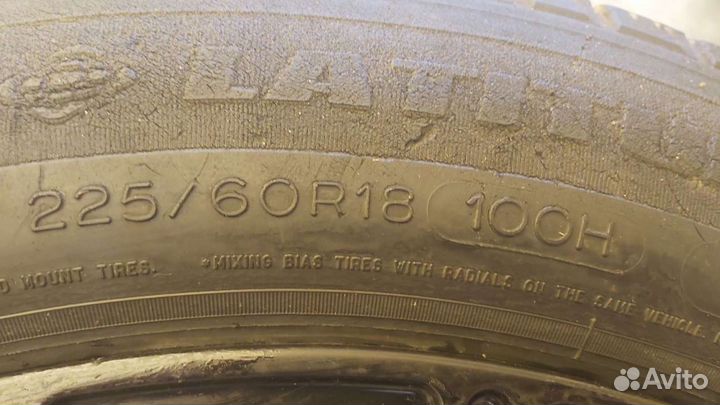 LATITU
225/60R18 100H
D MOUNT TIRES. *MIXING BIAS TIRES WITH RADIALS ON THE SAME VEHICLE
Avito